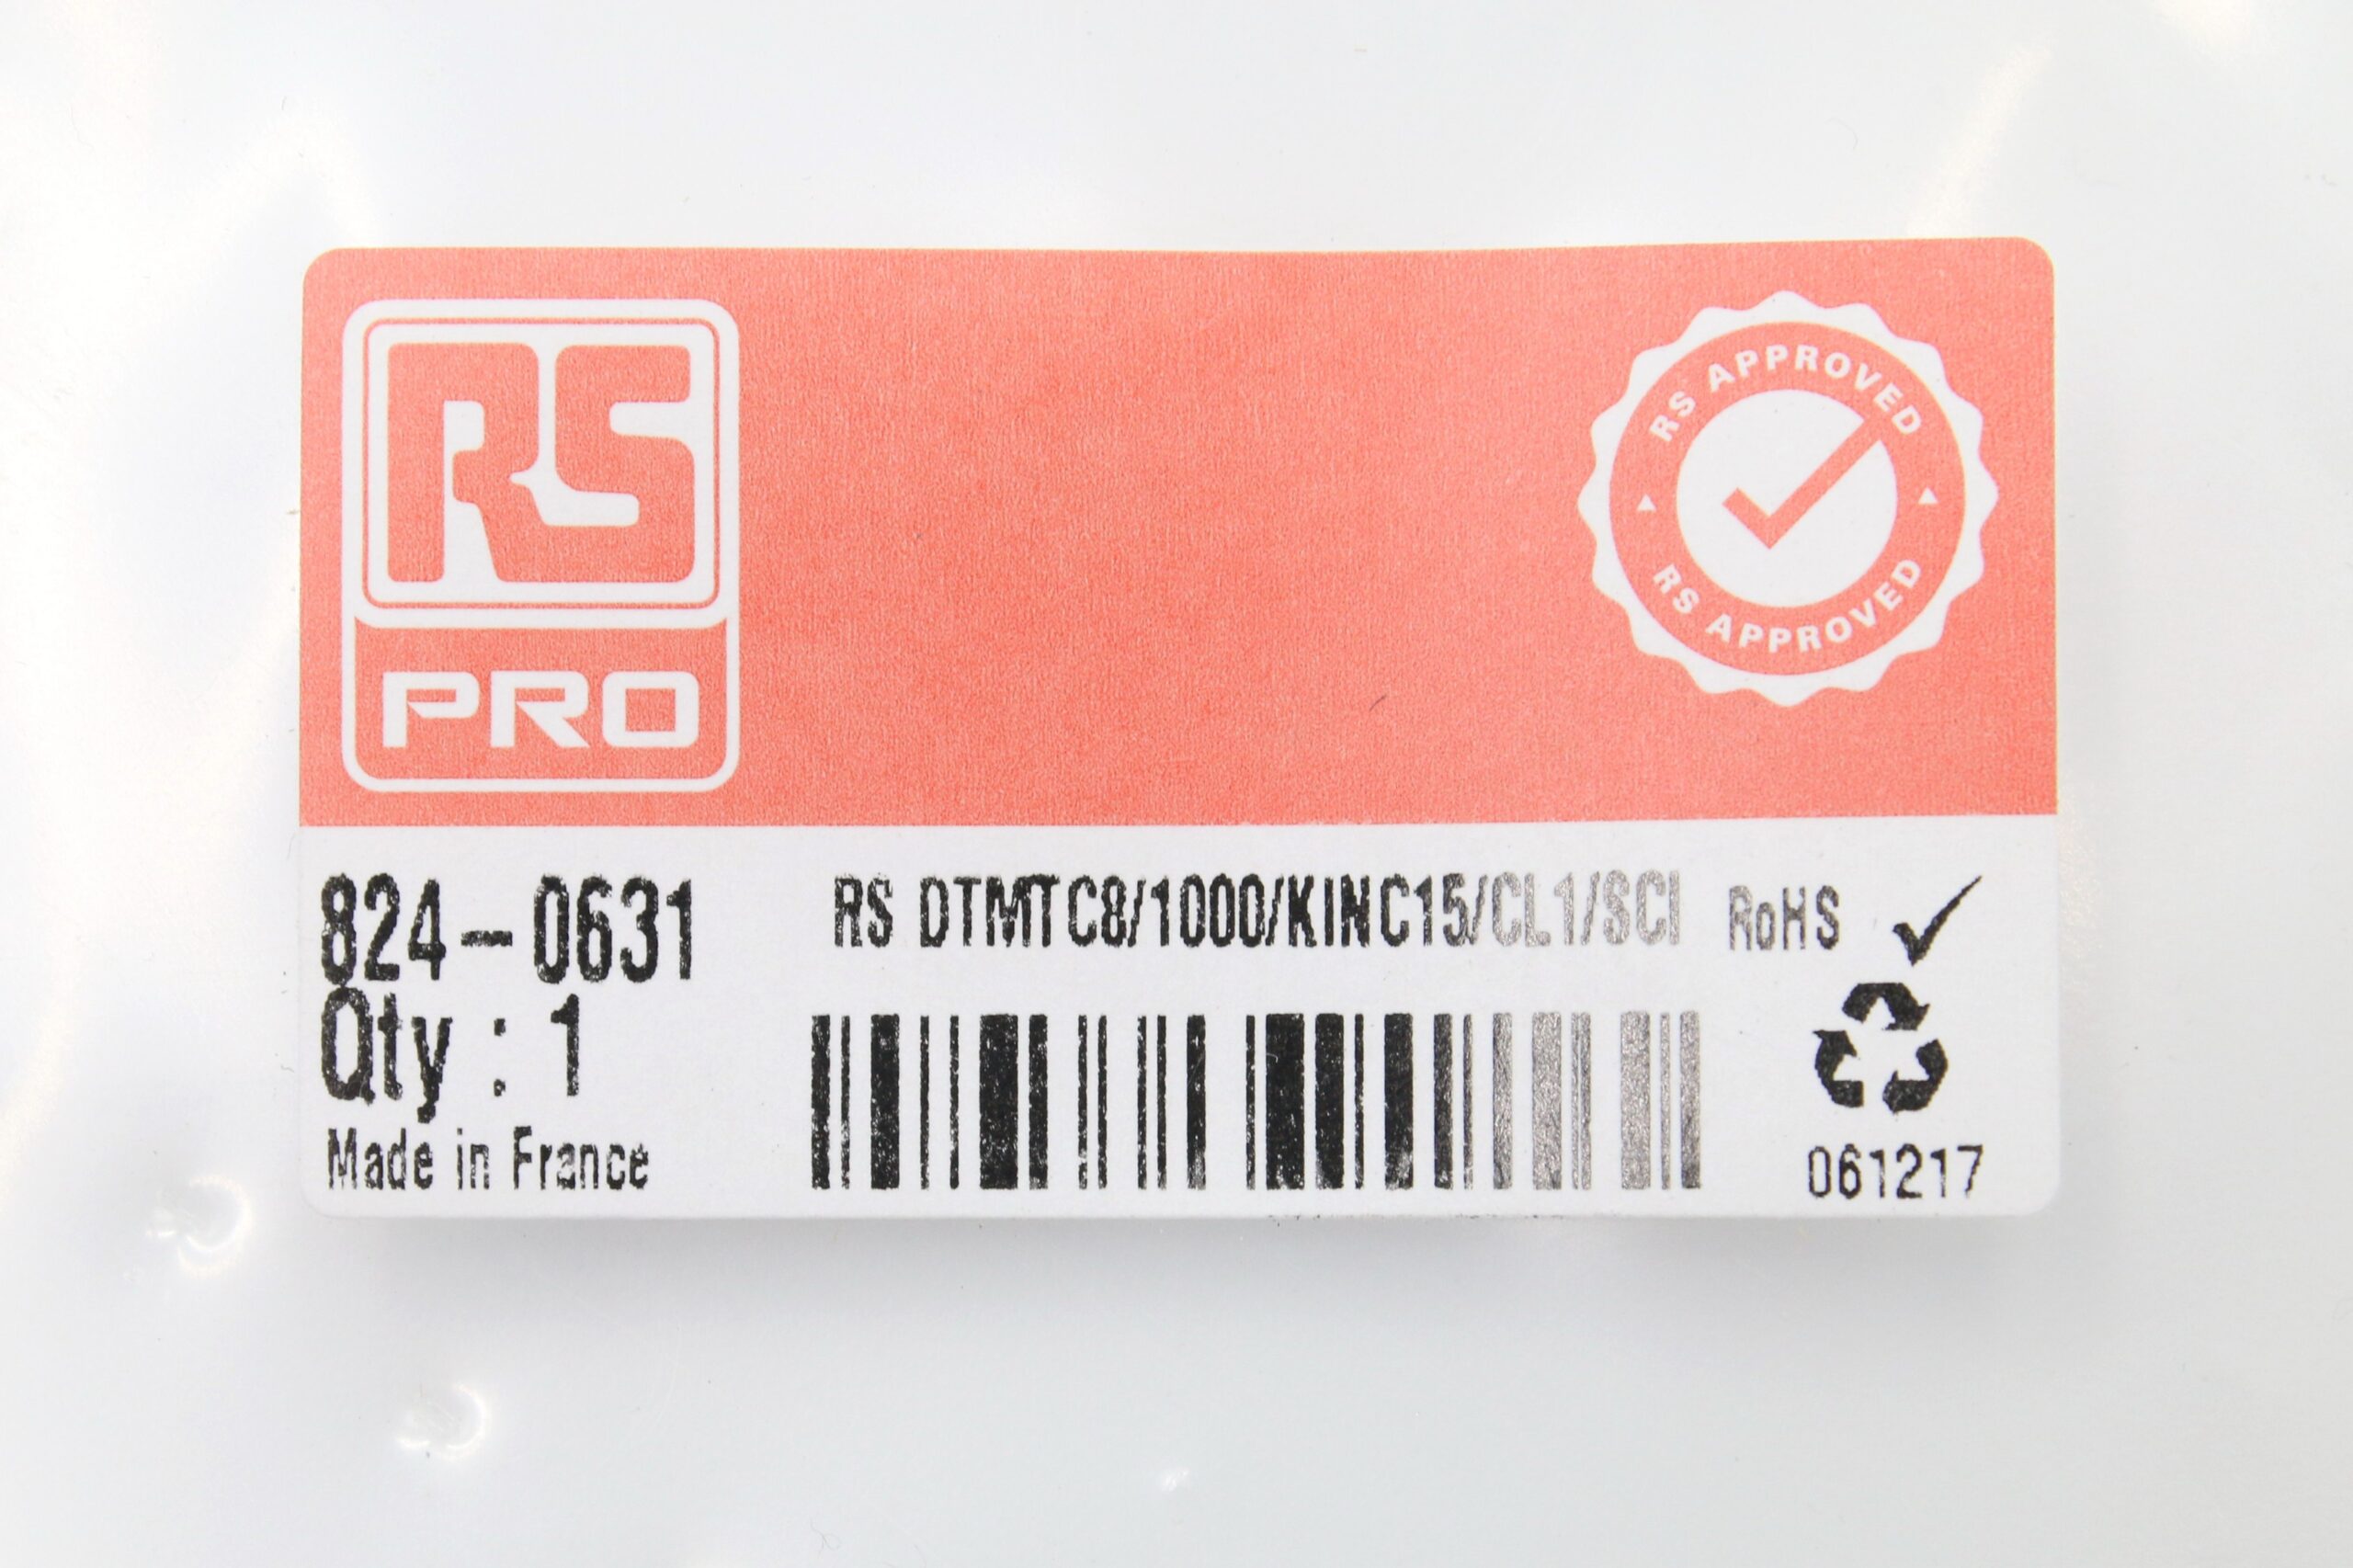 RS
PRO
RS APPROVED
RS APPROVED
824-0631
RS DTMTC8/1000/KINC15/CL1/SCI
RoHS
Qty : 1
Made in France
061217